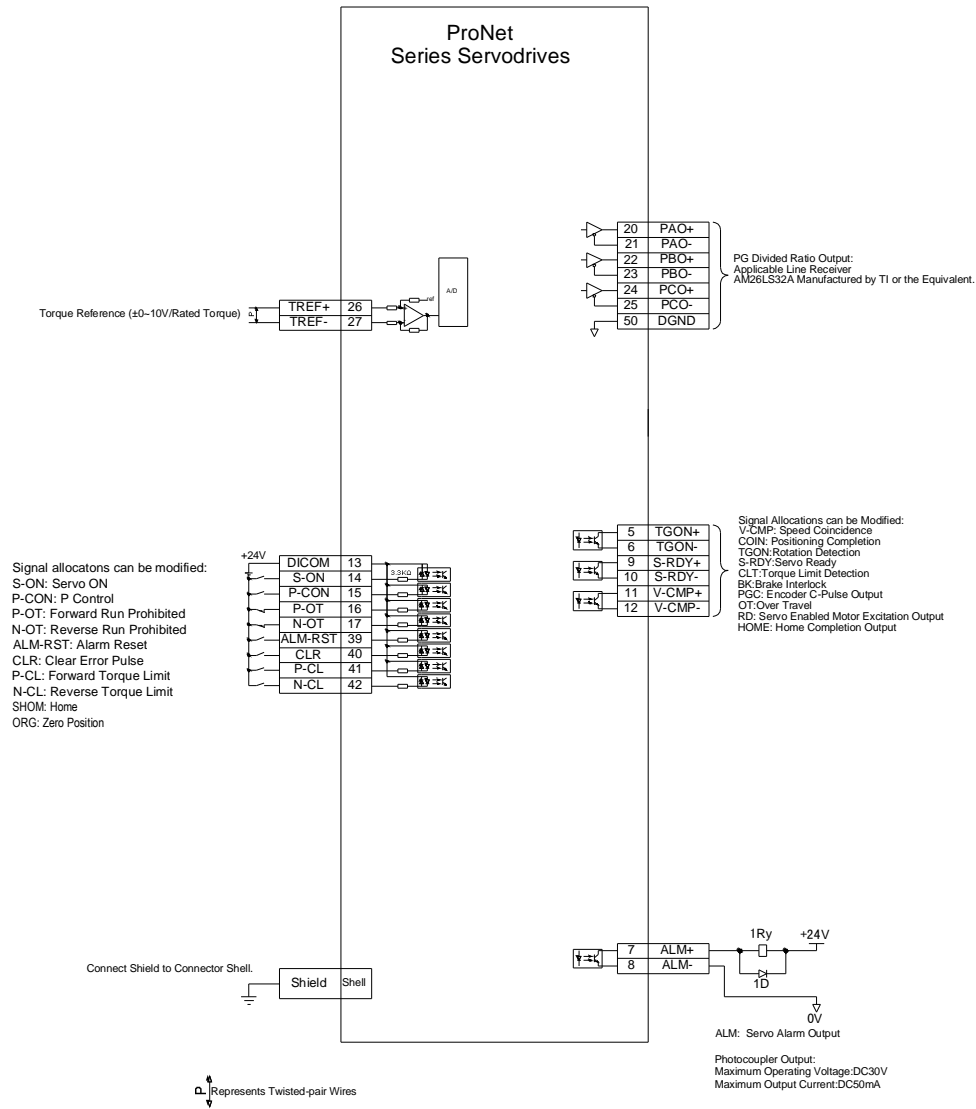 ProNet
Series Servodrives
20 PAO+
21 PAO-
22 PBO+
23 PBO-
24 PCO+
25 PCO-
50 DGND
PG Divided Ratio Output:
Applicable Line Receiver
AM26LS32A Manufactured by TI or the Equivalent.
Torque Reference (±0~10V/Rated Torque)
P
TREF+ 26
TREF- 27
ref
A/D
Signal allocatons can be modified:
S-ON: Servo ON
P-CON: P Control
P-OT: Forward Run Prohibited
N-OT: Reverse Run Prohibited
ALM-RST: Alarm Reset
CLR: Clear Error Pulse
P-CL: Forward Torque Limit
N-CL: Reverse Torque Limit
SHOM: Home
ORG: Zero Position
+24V
DICOM 13
S-ON 14
P-CON 15
P-OT 16
N-OT 17
ALM-RST 39
CLR 40
P-CL 41
N-CL 42
3.3KΩ
5 TGON+
6 TGON-
9 S-RDY+
10 S-RDY-
11 V-CMP+
12 V-CMP-
Signal Allocations can be Modified:
V-CMP: Speed Coincidence
COIN: Positioning Completion
TGON:Rotation Detection
S-RDY:Servo Ready
CLT:Torque Limit Detection
BK:Brake Interlock
PGC: Encoder C-Pulse Output
OT:Over Travel
RD: Servo Enabled Motor Excitation Output
HOME: Home Completion Output
Connect Shield to Connector Shell.
Shield Shell
7 ALM+
8 ALM-
1Ry
+24V
1D
0V
ALM: Servo Alarm Output
Photocoupler Output:
Maximum Operating Voltage:DC30V
Maximum Output Current:DC50mA
P Represents Twisted-pair Wires